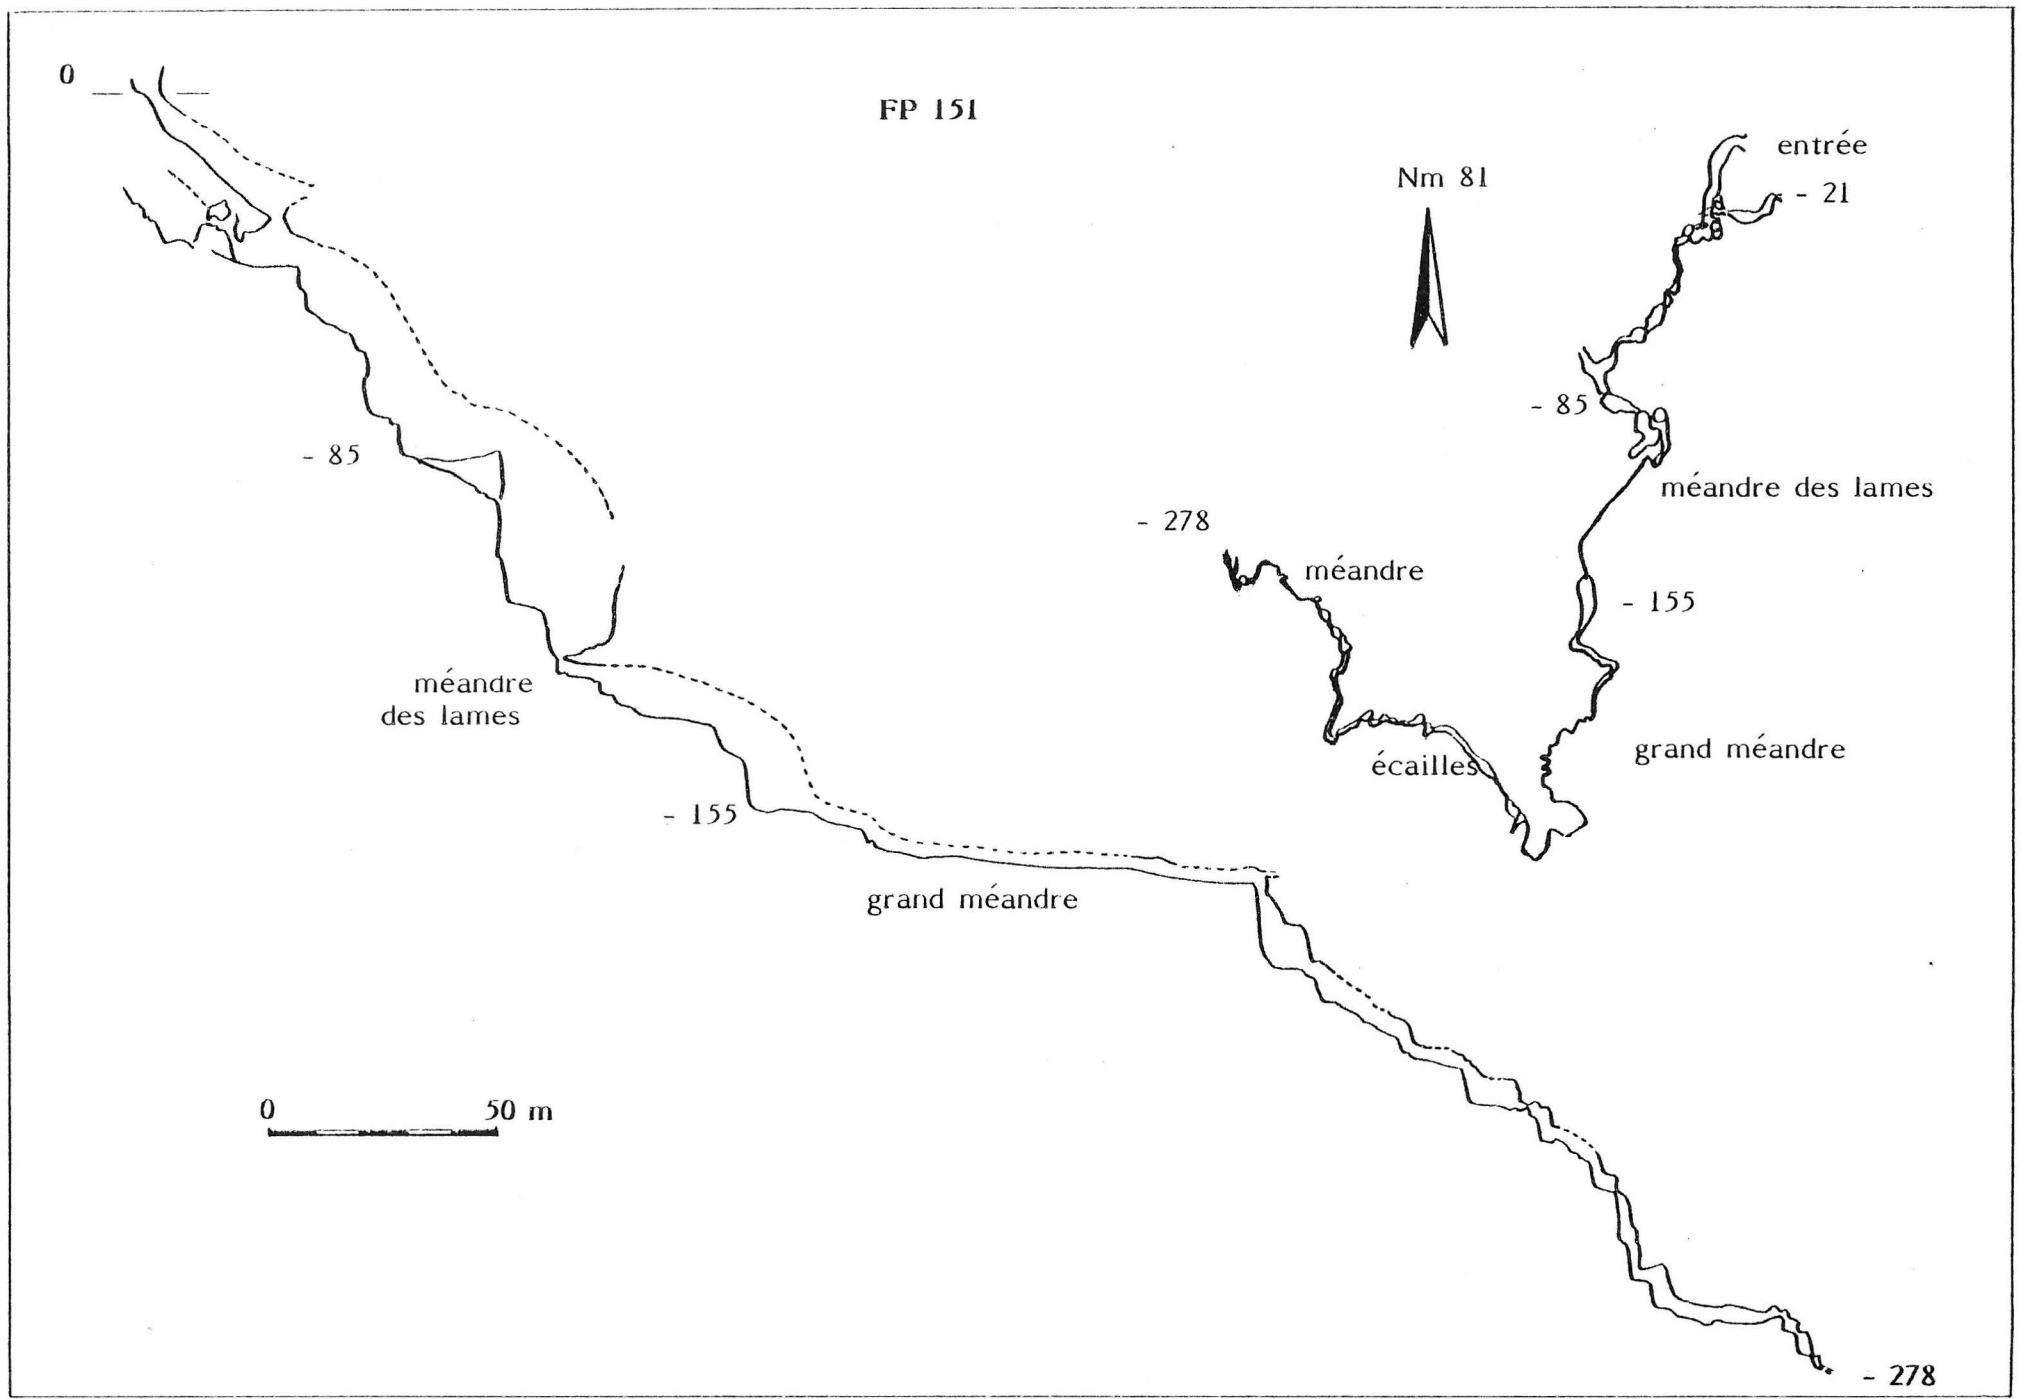 0
FP 151
entrée
Nm 81
- 21
- 85
- 85
méandre des lames
- 278
méandre
- 155
méandre
des lames
grand méandre
écailles
- 155
grand méandre
0 50 m
- 278